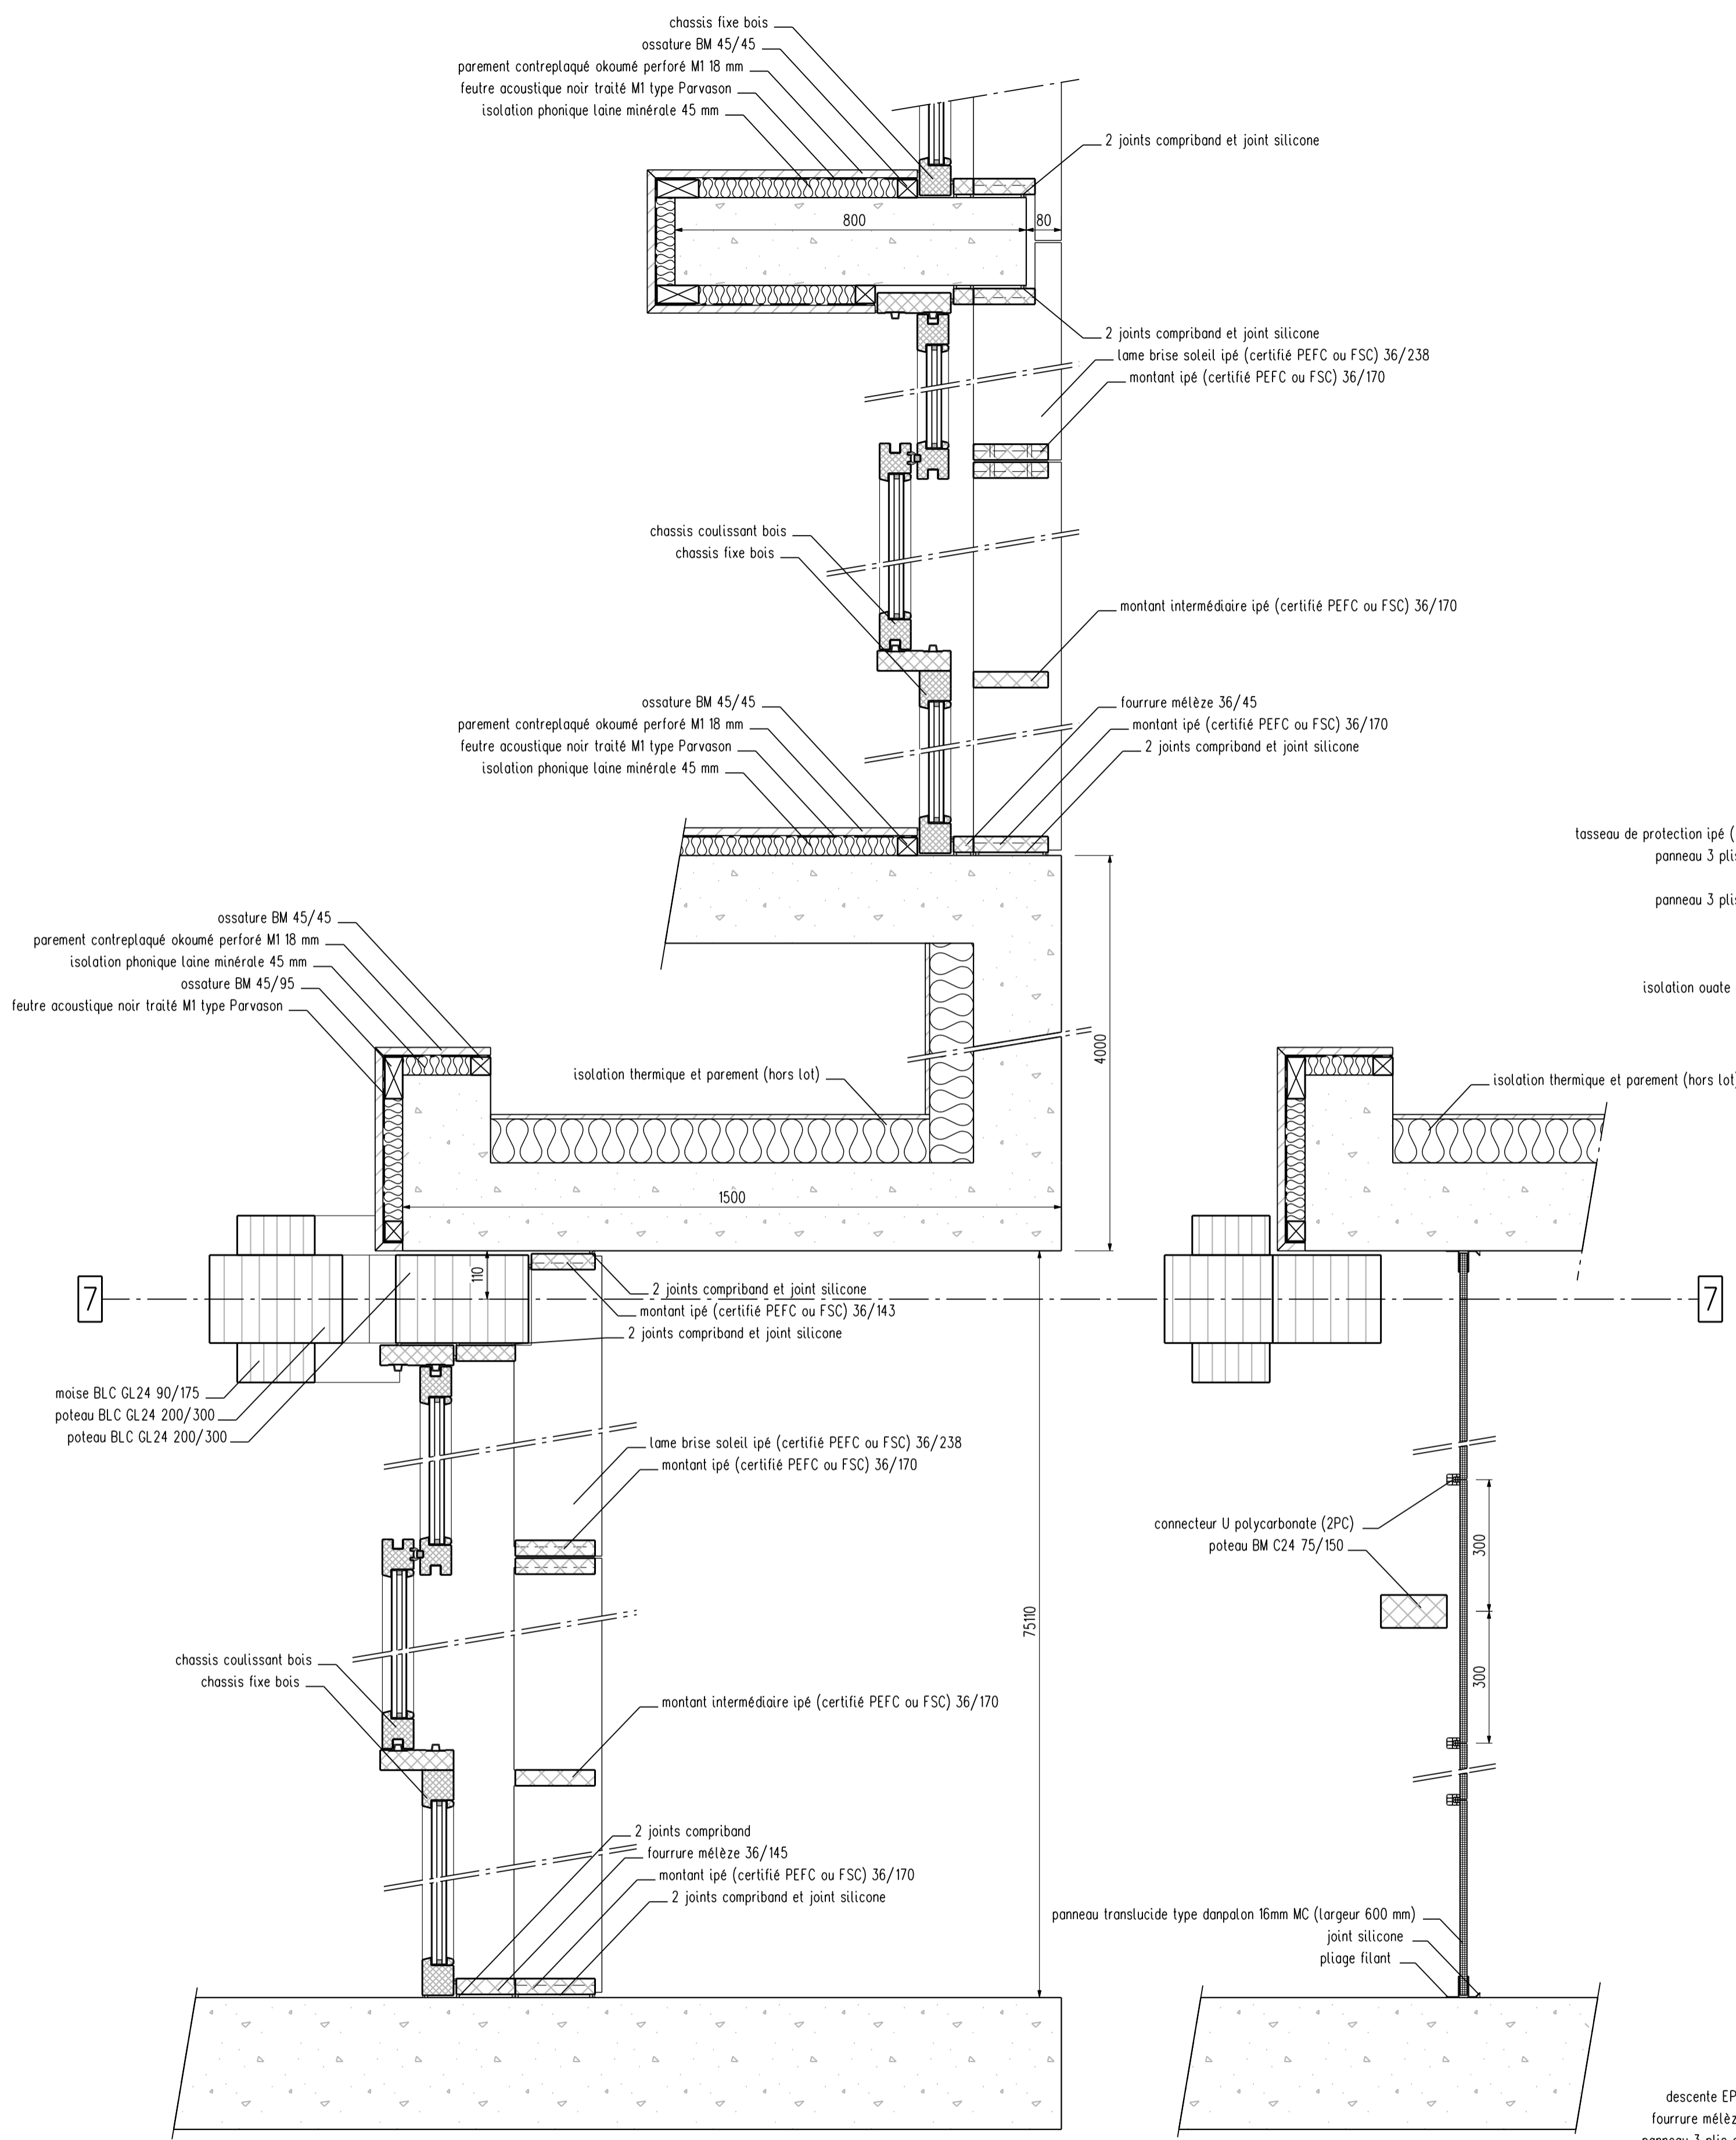 chassis fixe bois
ossature BM 45/45
parement contreplaqué okoumé perforé M1 18 mm
feutre acoustique noir traité M1 type Parvason
isolation phonique laine minérale 45 mm
2 joints compriband et joint silicone
800
80
2 joints compriband et joint silicone
lame brise soleil ipé (certifié PEFC ou FSC) 36/238
montant ipé (certifié PEFC ou FSC) 36/170
chassis coulissant bois
chassis fixe bois
montant intermédiaire ipé (certifié PEFC ou FSC) 36/170
ossature BM 45/45
parement contreplaqué okoumé perforé M1 18 mm
feutre acoustique noir traité M1 type Parvason
isolation phonique laine minérale 45 mm
fourrure mélèze 36/45
montant ipé (certifié PEFC ou FSC) 36/170
2 joints compriband et joint silicone
tasseau de protection ipé (
panneau 3 plis
panneau 3 plis
isolation ouate
ossature BM 45/45
parement contreplaqué okoumé perforé M1 18 mm
isolation phonique laine minérale 45 mm
ossature BM 45/95
feutre acoustique noir traité M1 type Parvason
4000
isolation thermique et parement (hors lot)
isolation thermique et parement (hors lot)
1500
110
7
7
2 joints compriband et joint silicone
montant ipé (certifié PEFC ou FSC) 36/143
2 joints compriband et joint silicone
moise BLC GL24 90/175
poteau BLC GL24 200/300
poteau BLC GL24 200/300
lame brise soleil ipé (certifié PEFC ou FSC) 36/238
montant ipé (certifié PEFC ou FSC) 36/170
connecteur U polycarbonate (2PC)
poteau BM C24 75/150
300
300
75110
chassis coulissant bois
chassis fixe bois
montant intermédiaire ipé (certifié PEFC ou FSC) 36/170
2 joints compriband
fourrure mélèze 36/145
montant ipé (certifié PEFC ou FSC) 36/170
2 joints compriband et joint silicone
panneau translucide type danpalon 16mm MC (largeur 600 mm)
joint silicone
pliage filant
descente EP
fourrure mélèz
panneau 3 plis